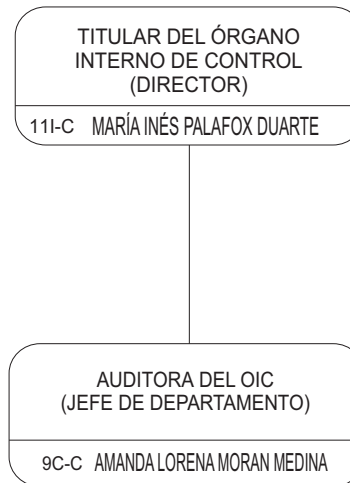 TITULAR DEL ÓRGANO
INTERNO DE CONTROL
(DIRECTOR)
11I-C MARÍA INÉS PALAFOX DUARTE
AUDITORA DEL OIC
(JEFE DE DEPARTAMENTO)
9C-C AMANDA LORENA MORAN MEDINA